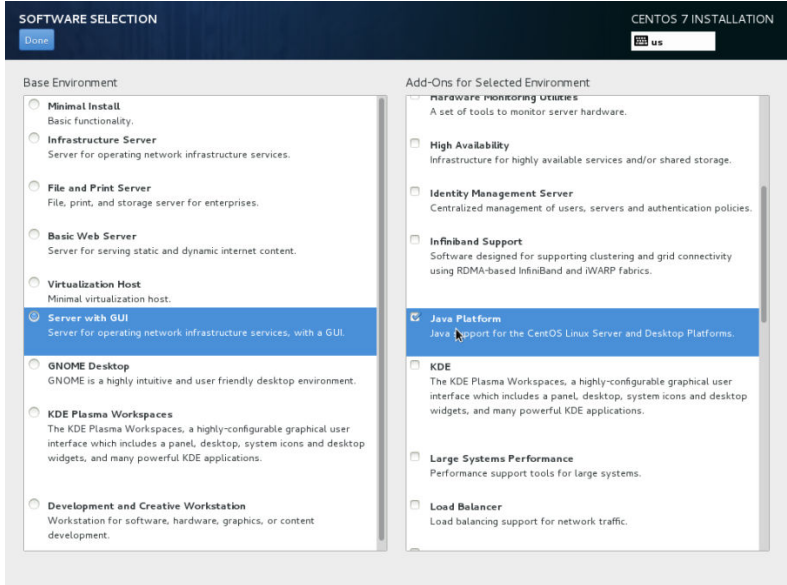 SOFTWARE SELECTION
CENTOS 7 INSTALLATION
Done
us
Base Environment
Minimal Install
Basic functionality.
Infrastructure Server
Server for operating network infrastructure services.
File and Print Server
File, print, and storage server for enterprises.
Basic Web Server
Server for serving static and dynamic internet content.
Virtualization Host
Minimal virtualization host.
Server with GUI
Server for operating network infrastructure services, with a GUI.
GNOME Desktop
GNOME is a highly intuitive and user friendly desktop environment.
KDE Plasma Workspaces
The KDE Plasma Workspaces, a highly-configurable graphical user
interface which includes a panel, desktop, system icons and desktop
widgets, and many powerful KDE applications.
Development and Creative Workstation
Workstation for software, hardware, graphics, or content
development.
Add-Ons for Selected Environment
Hardware Monitoring Utilities
A set of tools to monitor server hardware.
High Availability
Infrastructure for highly available services and/or shared storage.
Identity Management Server
Centralized management of users, servers and authentication policies.
Infiniband Support
Software designed for supporting clustering and grid connectivity
using RDMA-based InfiniBand and iWARP fabrics.
Java Platform
Java support for the CentOS Linux Server and Desktop Platforms.
KDE
The KDE Plasma Workspaces, a highly-configurable graphical user
interface which includes a panel, desktop, system icons and desktop
widgets, and many powerful KDE applications.
Large Systems Performance
Performance support tools for large systems.
Load Balancer
Load balancing support for network traffic.